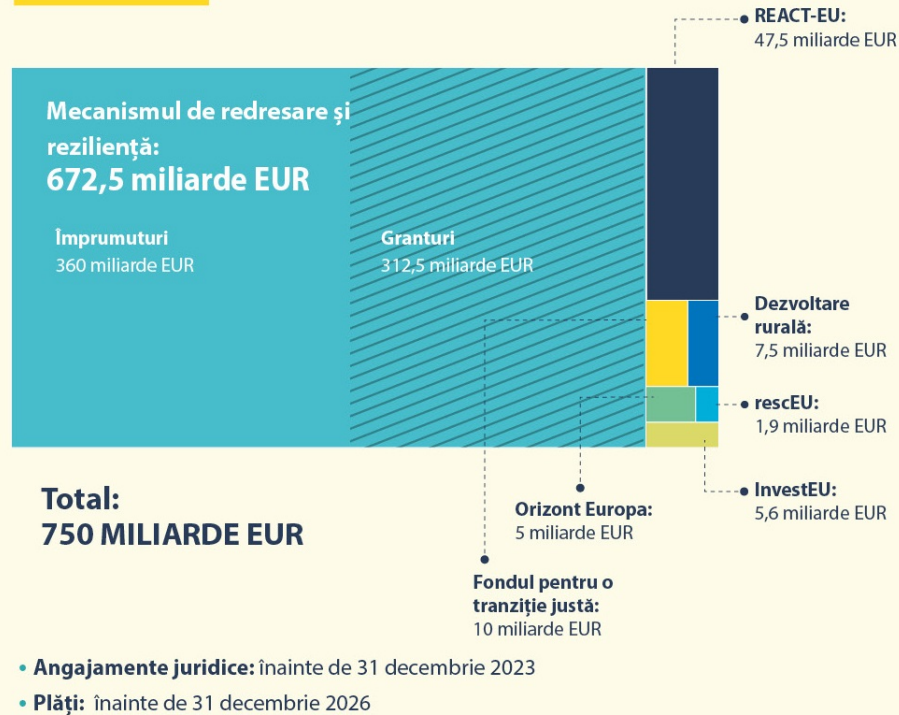 REACT-EU:
47,5 miliarde EUR
Mecanismul de redresare și
reziliență:
672,5 miliarde EUR
Împrumuturi
360 miliarde EUR
Granturi
312,5 miliarde EUR
Dezvoltare
rurală:
7,5 miliarde EUR
rescEU:
1,9 miliarde EUR
InvestEU:
5,6 miliarde EUR
Orizont Europa:
5 miliarde EUR
Fondul pentru o
tranziție justă:
10 miliarde EUR
Total:
750 MILIARDE EUR
• Angajamente juridice: înainte de 31 decembrie 2023
• Plăți: înainte de 31 decembrie 2026